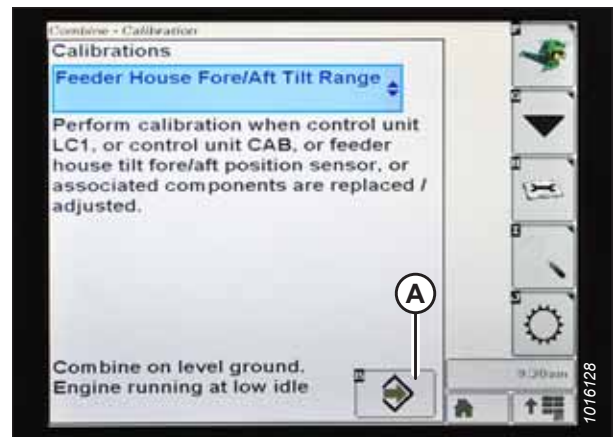 Combine - Calibration
Calibrations
Feeder House Fore/Aft Tilt Range
Perform calibration when control unit
LC1, or control unit CAB, or feeder
house tilt fore/aft position sensor, or
associated components are replaced /
adjusted.
A
Combine on level ground.
Engine running at low idle
9:30am
1016128